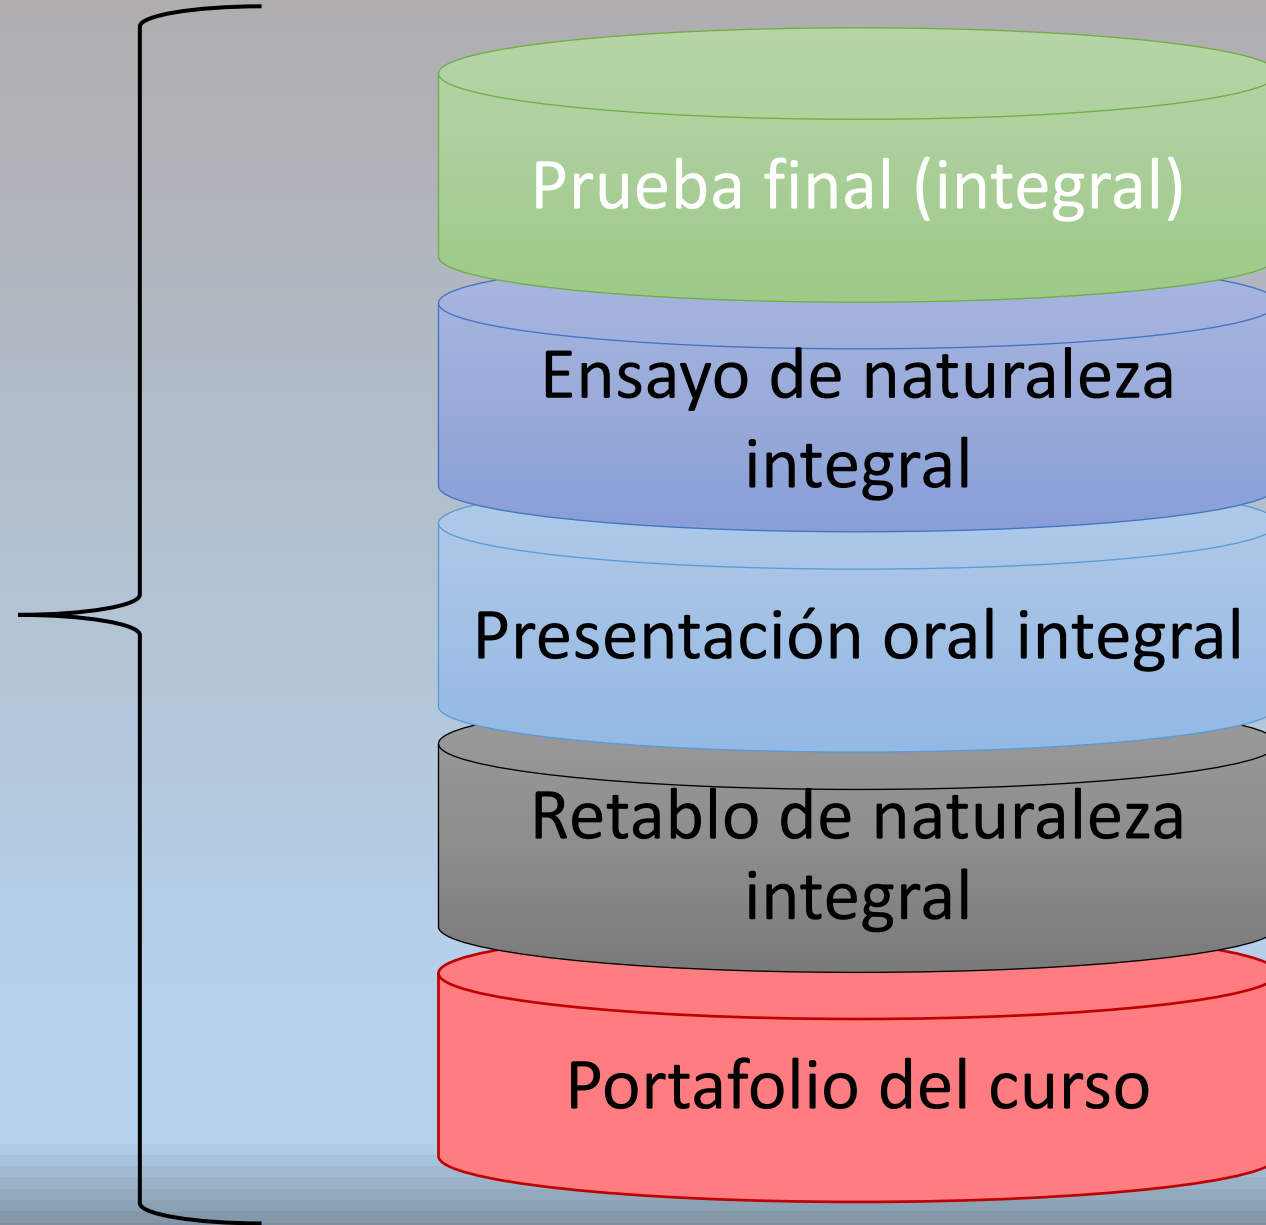 Prueba final (integral)
Ensayo de naturaleza
integral
Presentación oral integral
Retablo de naturaleza
integral
Portafolio del curso